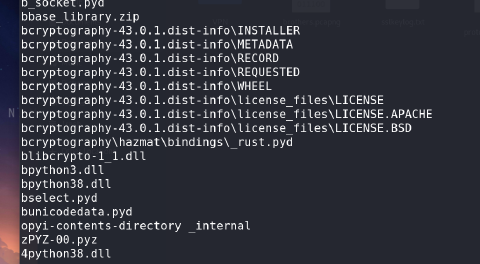 b_socket.pyd
bbase_library.zip
bcryptography-43.0.1.dist-info\INSTALLER
bcryptography-43.0.1.dist-info\METADATA
bcryptography-43.0.1.dist-info\RECORD
bcryptography-43.0.1.dist-info\REQUESTED
bcryptography-43.0.1.dist-info\WHEEL
bcryptography-43.0.1.dist-info\license_files\LICENSE
bcryptography-43.0.1.dist-info\license_files\LICENSE.APACHE
bcryptography-43.0.1.dist-info\license_files\LICENSE.BSD
bcryptography\hazmat\bindings\_rust.pyd
blibcrypto-1_1.dll
bpython3.dll
bpython38.dll
bselect.pyd
bunicodedata.pyd
opyi-contents-directory _internal
zPYZ-00.pyz
4python38.dll